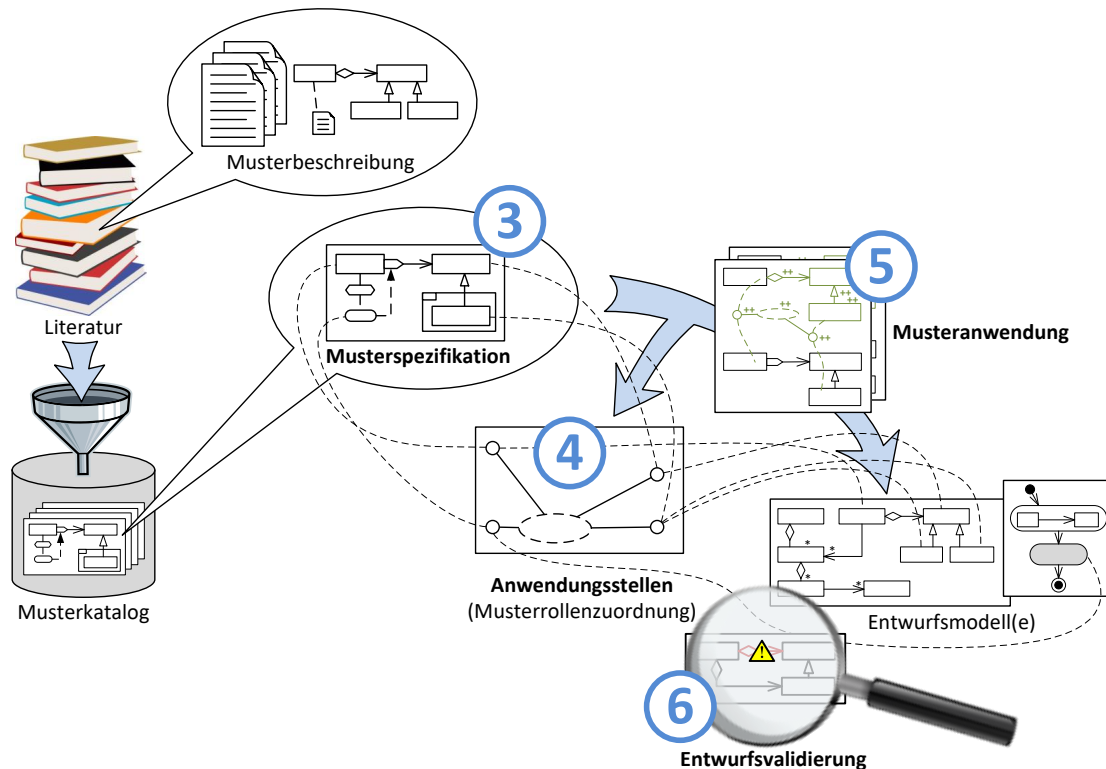 Musterbeschreibung
3
Literatur
Musterspezifikation
5
++
++
++
++
++
++
++
Musteranwendung
4
Musterkatalog
Anwendungsstellen
(Musterrollenzuordnung)
*
*
*
*
Entwurfsmodell(e)
6
Entwurfsvalidierung